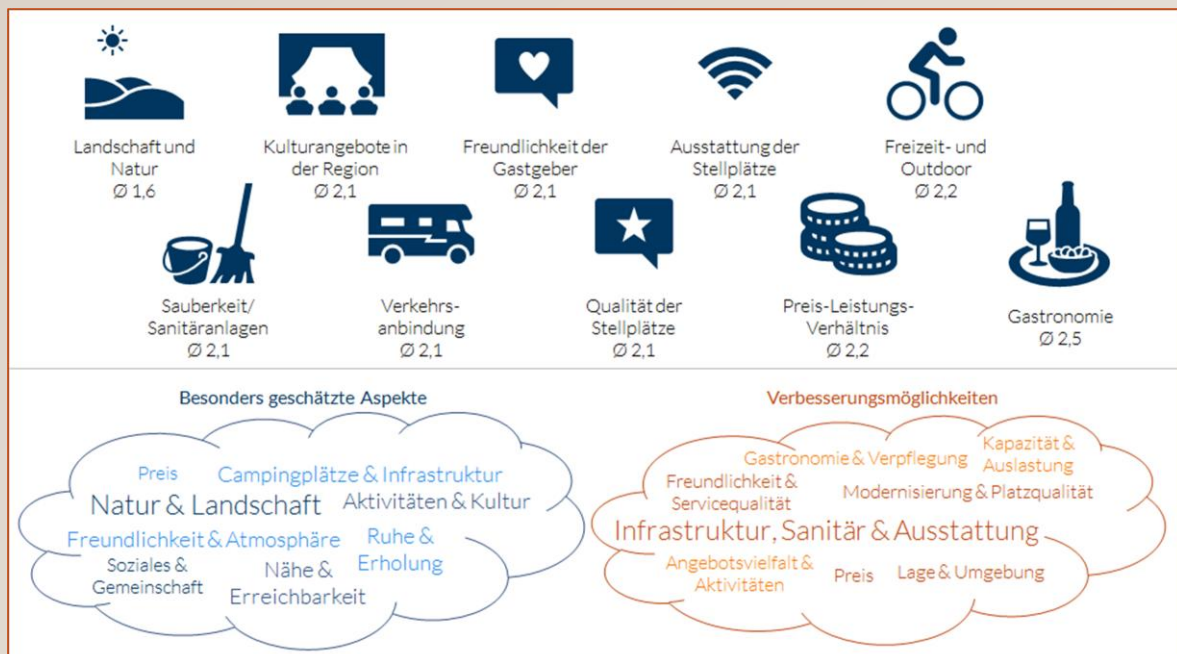 Landschaft und
Natur
Ø 1,6
Kulturangebote in
der Region
Ø 2,1
Freundlichkeit der
Gastgeber
Ø 2,1
Ausstattung der
Stellplätze
Ø 2,1
Freizeit- und
Outdoor
Ø 2,2
Sauberkeit/
Sanitäranlagen
Ø 2,1
Verkehrs-
anbindung
Ø 2,1
Qualität der
Stellplätze
Ø 2,1
Preis-Leistungs-
Verhältnis
Ø 2,2
Gastronomie
Ø 2,5
Besonders geschätzte Aspekte
Preis
Campingplätze & Infrastruktur
Natur & Landschaft
Aktivitäten & Kultur
Freundlichkeit & Atmosphäre
Ruhe &
Erholung
Soziales &
Gemeinschaft
Nähe &
Erreichbarkeit
Verbesserungsmöglichkeiten
Gastronomie & Verpflegung
Kapazität &
Auslastung
Freundlichkeit &
Servicequalität
Modernisierung & Platzqualität
Infrastruktur, Sanitär & Ausstattung
Angebotsvielfalt &
Aktivitäten
Preis
Lage & Umgebung